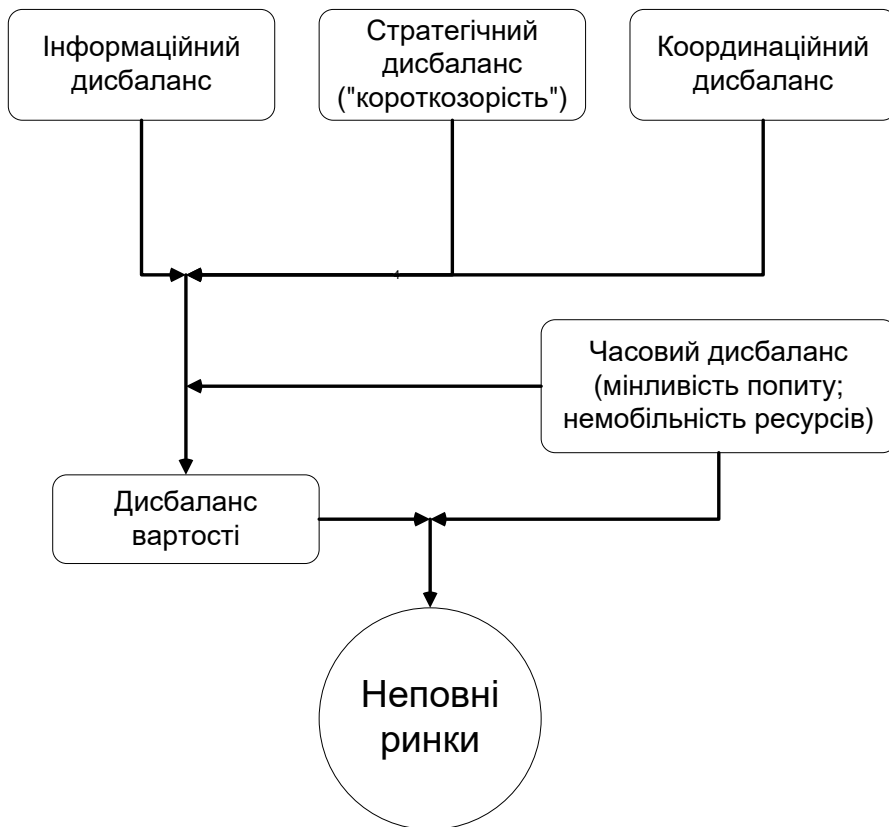 Інформаційний
дисбаланс
Стратегічний
дисбаланс
("короткозорість")
Координаційний
дисбаланс
Часовий дисбаланс
(мінливість попиту;
немобільність ресурсів)
Дисбаланс
вартості
Неповні
ринки